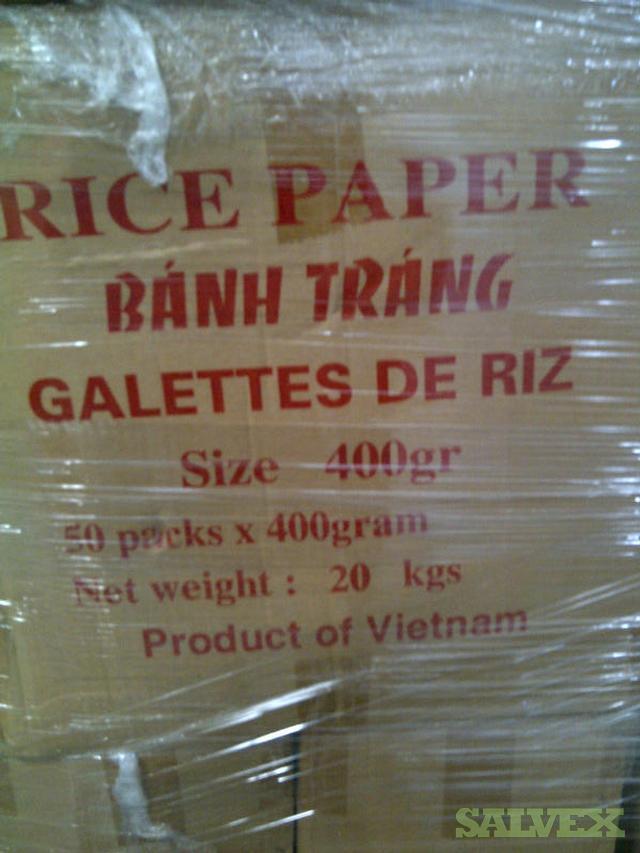 RICE PAPER
BÁNH TRÁNG
GALETTES DE RIZ
Size 400gr
50 packs x 400gram
Net weight : 20 kgs
Product of Vietnam
SALVEX